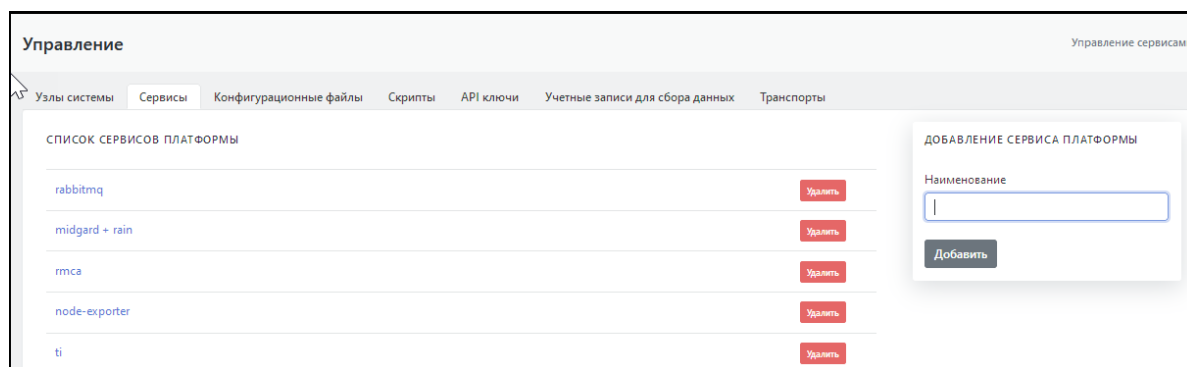 Управление
Управление сервисам
Узлы системы Сервисы Конфигурационные файлы Скрипты API ключи Учетные записи для сбора данных Транспорты
СПИСОК СЕРВИСОВ ПЛАТФОРМЫ
rabbitmq Удалить
midgard + rain Удалить
rmca Удалить
node-exporter Удалить
ti Удалить
ДОБАВЛЕНИЕ СЕРВИСА ПЛАТФОРМЫ
Наименование
Добавить